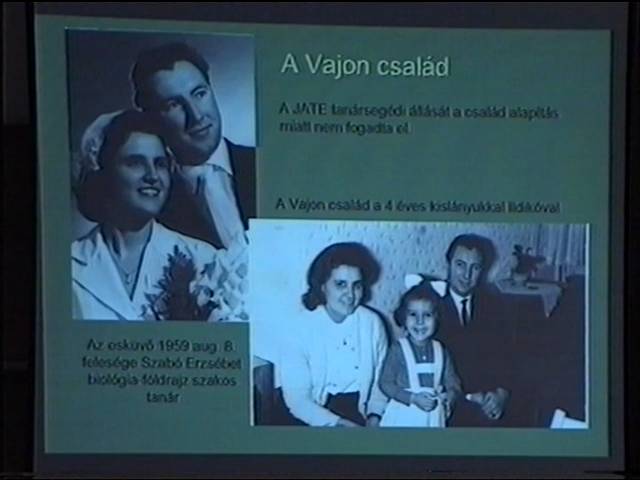 A Vajon család
A JATE tanársegédi állását a család alapítás
miatt nem fogadta el.
A Vajon család a 4 éves kislányukkal Ildikóval
Az esküvő 1959 aug. 8.
felesége Szabó Erzsébet
biológia-földrajz szakos
tanár